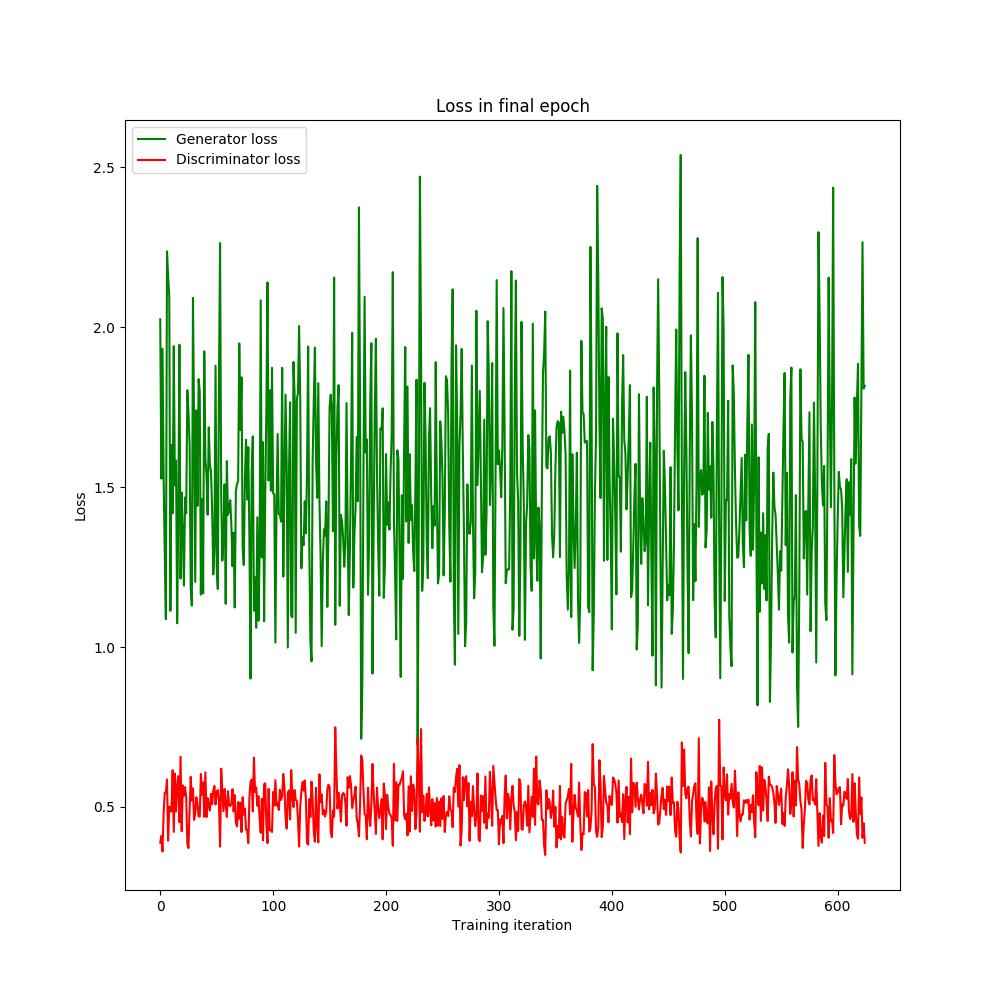 Loss in final epoch
Generator loss
Discriminator loss
2.5
2.0
1.5
1.0
0.5
Loss
0 100 200 300 400 500 600
Training iteration